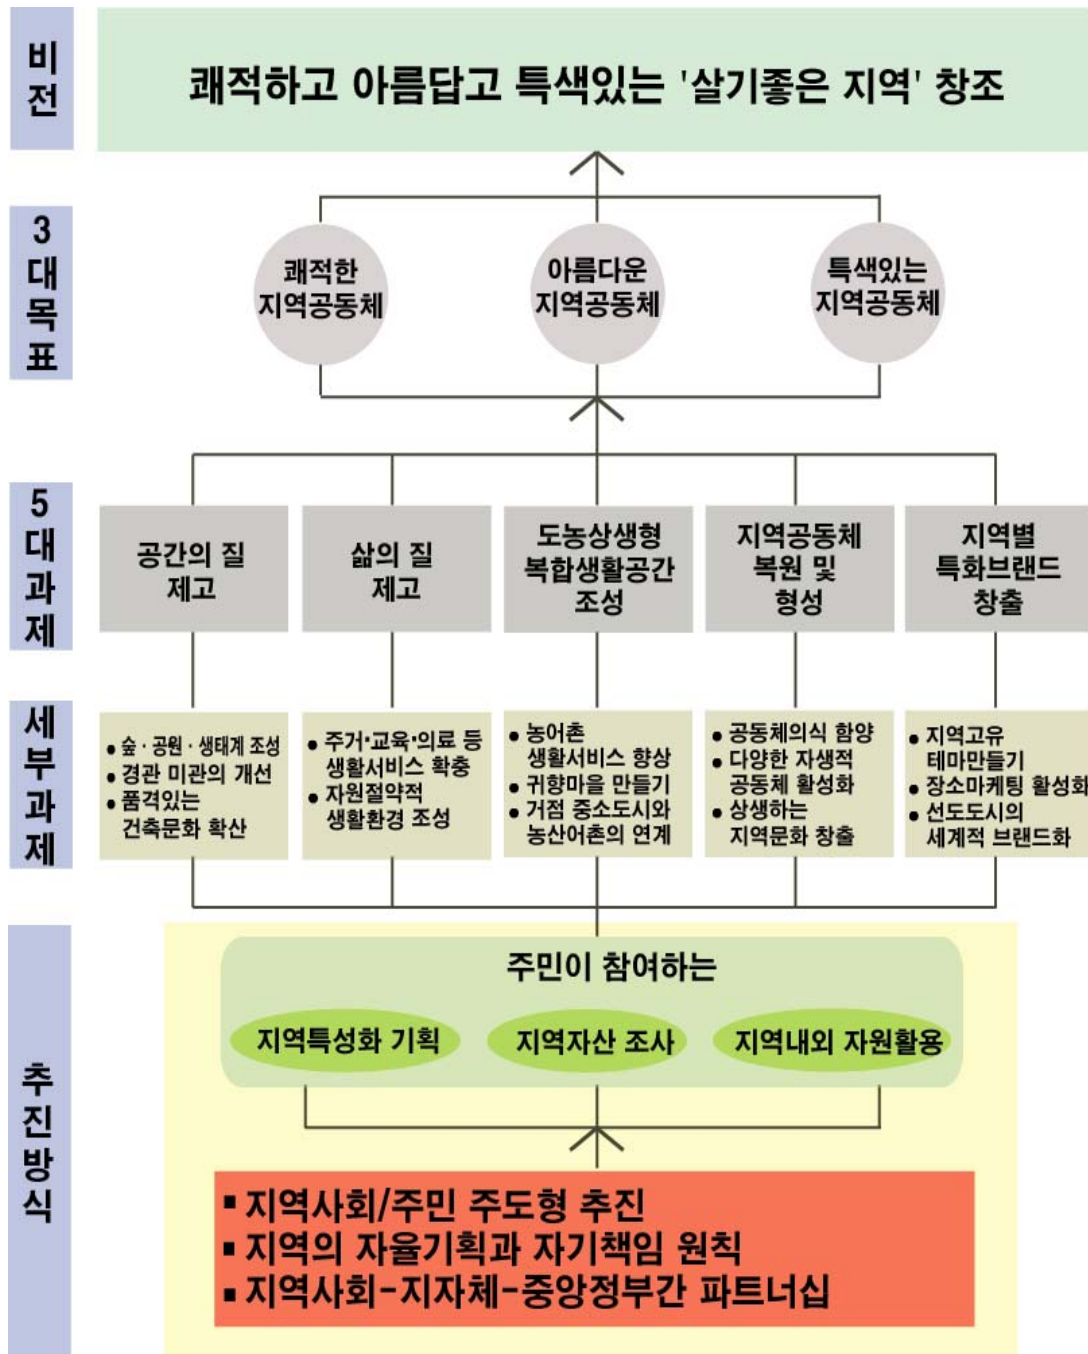 비전
쾌적하고 아름답고 특색있는 '살기좋은 지역' 창조
3대목표
쾌적한
지역공동체
아름다운
지역공동체
특색있는
지역공동체
5대과제
공간의 질
제고
삶의 질
제고
도농상생형
복합생활공간
조성
지역공동체
복원 및
형성
지역별
특화브랜드
창출
세부과제
• 숲·공원·생태계 조성
• 경관 미관의 개선
• 품격있는
건축문화 확산
• 주거·교육·의료 등
생활서비스 확충
• 자원절약적
생활환경 조성
• 농어촌
생활서비스 향상
• 귀향마을 만들기
• 거점 중소도시와
농산어촌의 연계
• 공동체의식 함양
• 다양한 자생적
공동체 활성화
• 상생하는
지역문화 창출
• 지역고유
테마만들기
• 장소마케팅 활성화
• 선도도시의
세계적 브랜드화
추진방식
주민이 참여하는
지역특성화 기획
지역자산 조사
지역내외 자원활용
▪ 지역사회/주민 주도형 추진
▪ 지역의 자율기획과 자기책임 원칙
▪ 지역사회-지자체-중앙정부간 파트너십